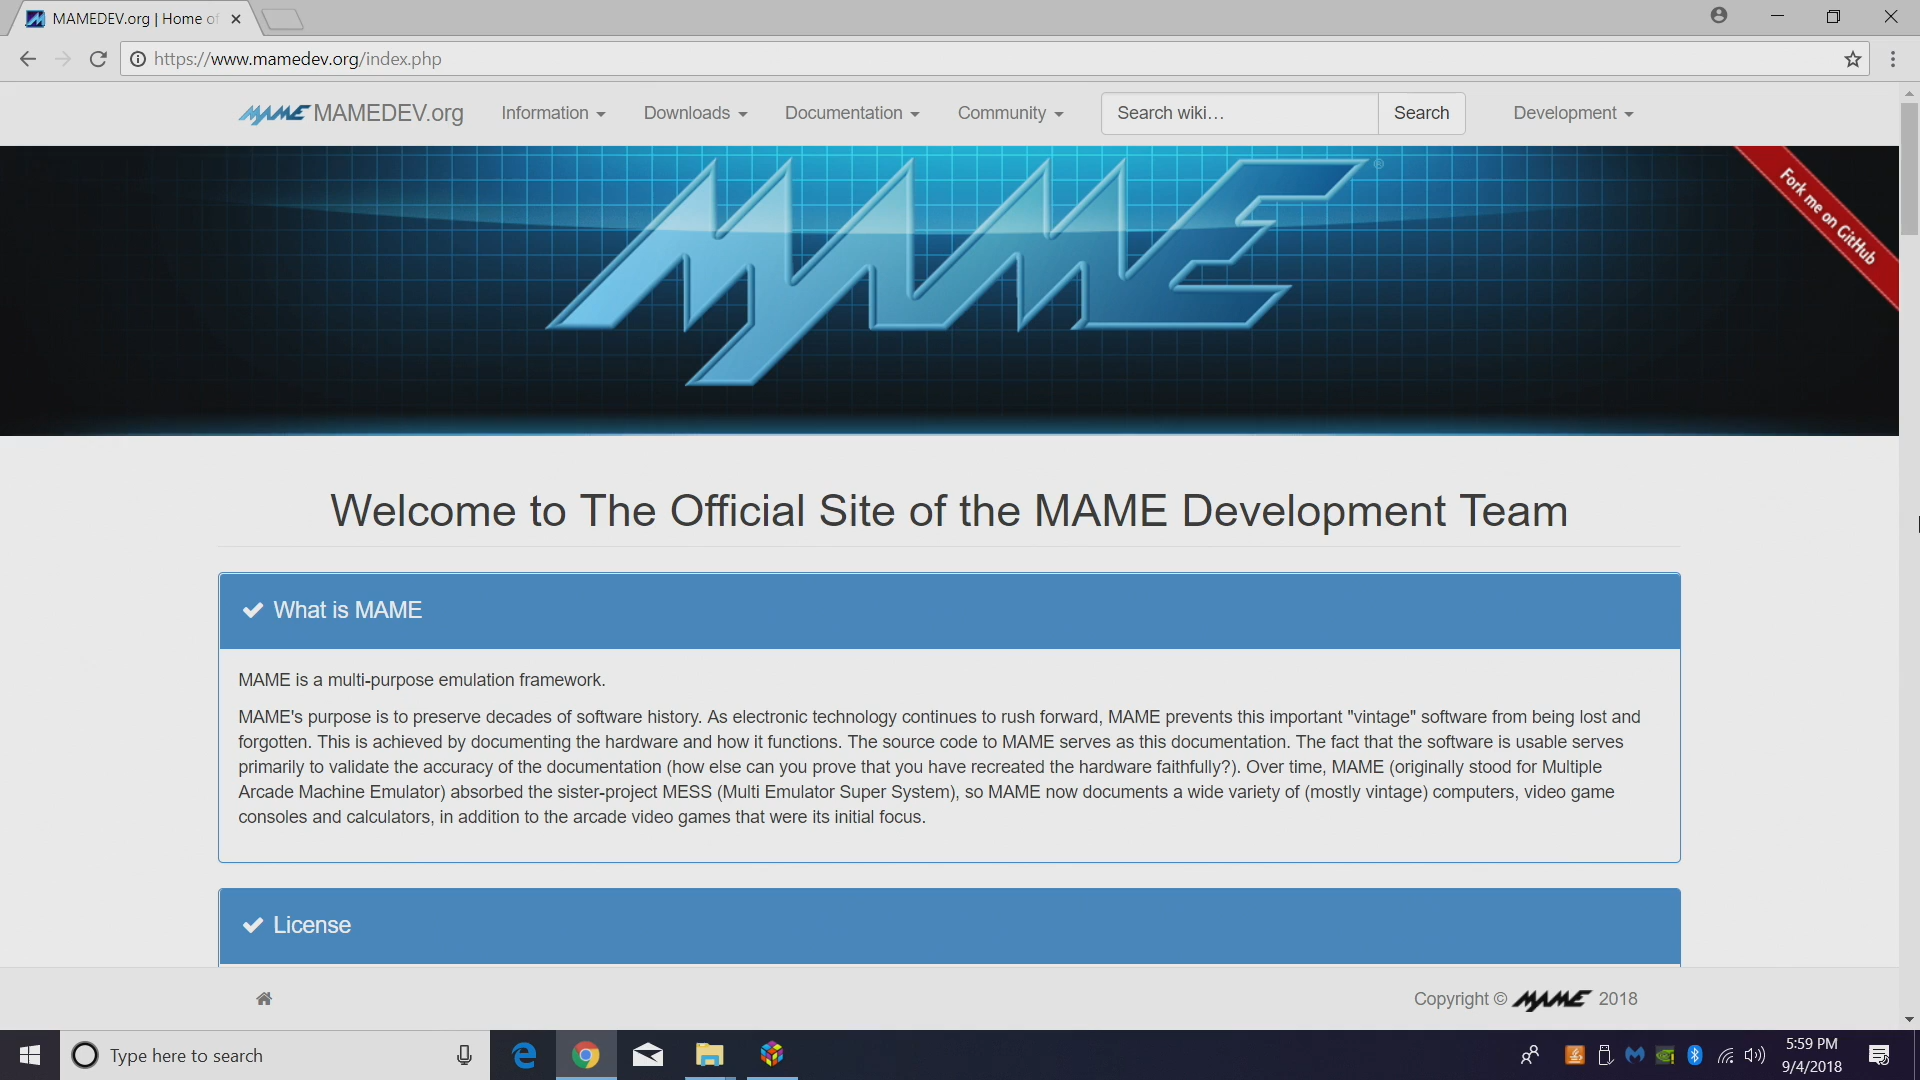 MAMEDEV.org | Home of
https://www.mamedev.org/index.php
MAME MAMEDEV.org Information Documentation Downloads Community Search wiki... Search Development
MAME ®
Fork me on GitHub
Welcome to The Official Site of the MAME Development Team
What is MAME
MAME is a multi-purpose emulation framework.
MAME's purpose is to preserve decades of software history. As electronic technology continues to rush forward, MAME prevents this important "vintage" software from being lost and
forgotten. This is achieved by documenting the hardware and how it functions. The source code to MAME serves as this documentation. The fact that the software is usable serves
primarily to validate the accuracy of the documentation (how else can you prove that you have recreated the hardware faithfully?). Over time, MAME (originally stood for Multiple
Arcade Machine Emulator) absorbed the sister-project MESS (Multi Emulator Super System), so MAME now documents a wide variety of (mostly vintage) computers, video game
consoles and calculators, in addition to the arcade video games that were its initial focus.
License
Copyright © MAME 2018
Type here to search
5:59 PM
9/4/2018